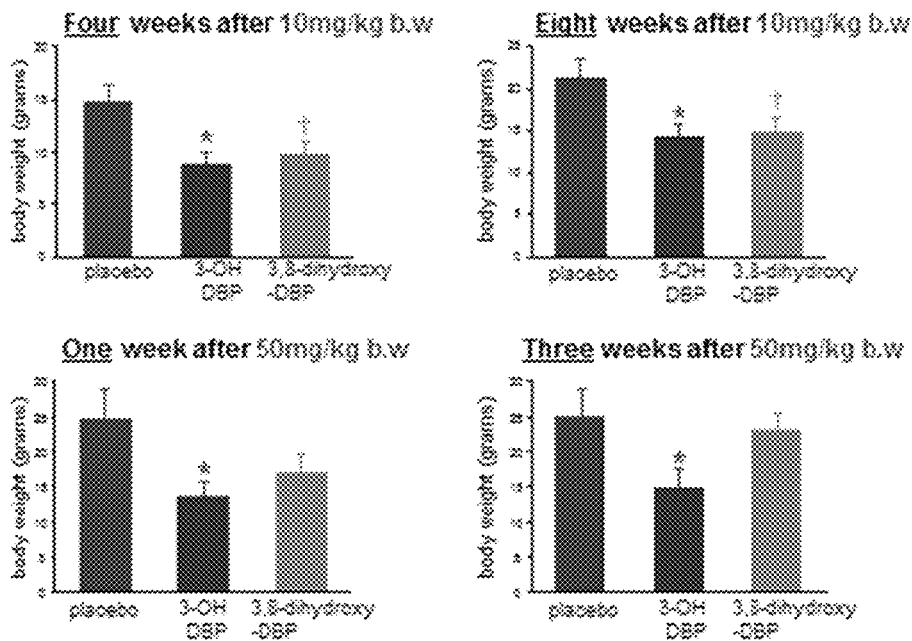 Four weeks after 10mg/kg b.w
body weight (grams)
*
†
placebo
3-OH
DBP
3,8-dihydroxy
-DBP
Eight weeks after 10mg/kg b.w
body weight (grams)
*
†
placebo
3-OH
DBP
3,8-dihydroxy
-DBP
One week after 50mg/kg b.w
body weight (grams)
*
placebo
3-OH
DBP
3,8-dihydroxy
-DBP
Three weeks after 50mg/kg b.w
body weight (grams)
*
placebo
3-OH
DBP
3,8-dihydroxy
-DBP